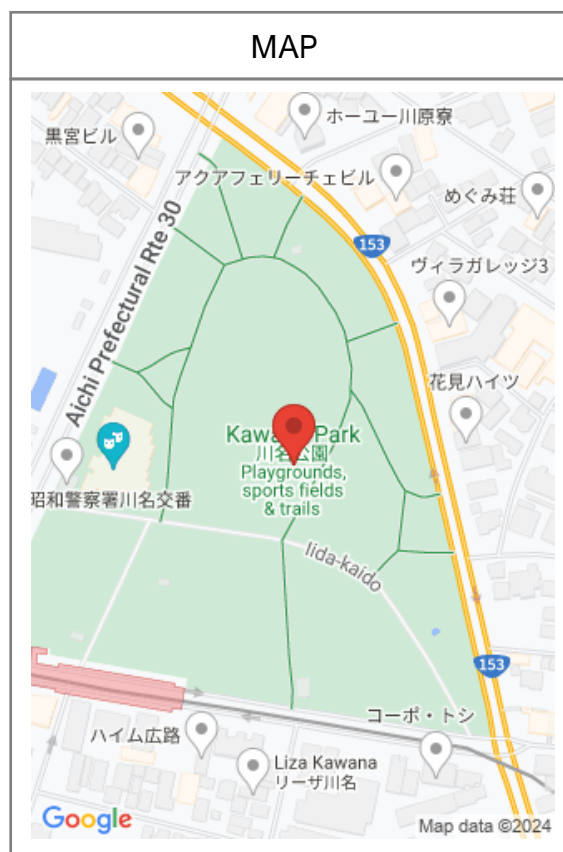 MAP
ホーユー川原寮
黒宮ビル
アクアフェリーチェビル
めぐみ荘
Aichi Prefectural Rte 30
153
ヴィラガレッジ3
花見ハイツ
Park
川名公園
Playgrounds,
sports fields
& trails
昭和警察署川名交番
Iida-kaido
153
コーポ・トシ
ハイム広路
Liza Kawana
リーザ川名
Google
Map data ©2024